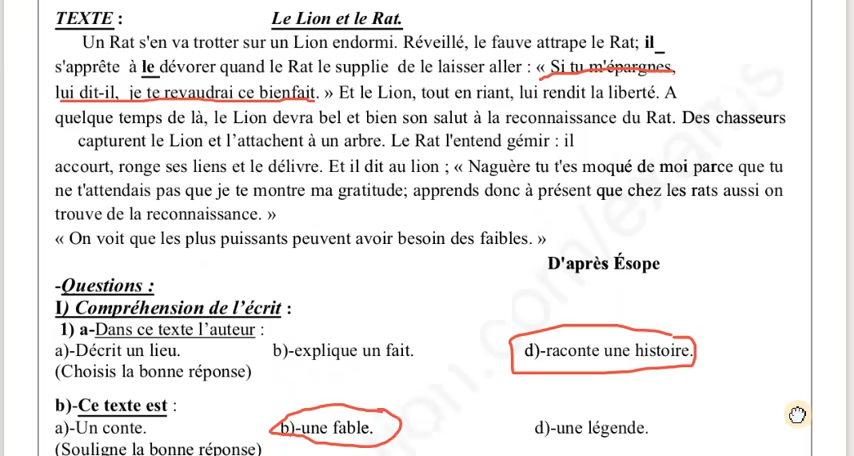 TEXTE : Le Lion et le Rat.
Un Rat s'en va trotter sur un Lion endormi. Réveillé, le fauve attrape le Rat; il_
s'apprête à le dévorer quand le Rat le supplie de le laisser aller : « Si tu m'épargnes,
lui dit-il, je te revaudrai ce bienfait. » Et le Lion, tout en riant, lui rendit la liberté. A
quelque temps de là, le Lion devra bel et bien son salut à la reconnaissance du Rat. Des chasseurs
capturent le Lion et l'attachent à un arbre. Le Rat l'entend gémir : il
accourt, ronge ses liens et le délivre. Et il dit au lion ; « Naguère tu t'es moqué de moi parce que tu
ne t'attendais pas que je te montre ma gratitude; apprends donc à présent que chez les rats aussi on
trouve de la reconnaissance. »
« On voit que les plus puissants peuvent avoir besoin des faibles. »
D'après Ésope
-Questions :
I) Compréhension de l'écrit :
1) a-Dans ce texte l'auteur :
a)-Décrit un lieu. b)-explique un fait. d)-raconte une histoire.
(Choisis la bonne réponse)
b)-Ce texte est :
a)-Un conte. b)-une fable. d)-une légende.
(Souligne la bonne réponse)